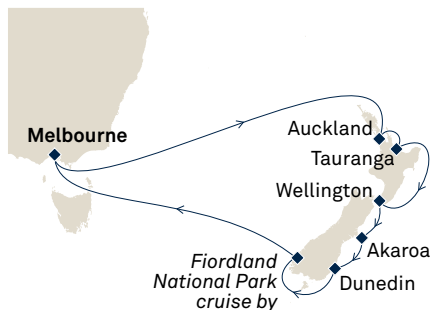 Melbourne
Auckland
Tauranga
Wellington
Akaroa
Dunedin
Fiordland
National Park
cruise by